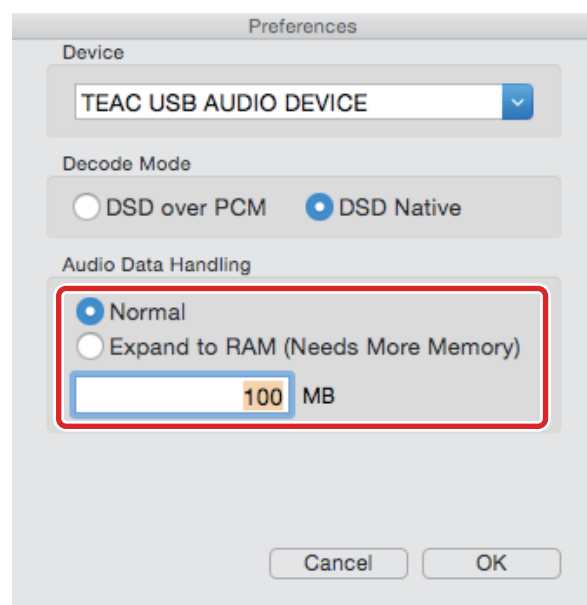 Preferences
Device
TEAC USB AUDIO DEVICE
Decode Mode
DSD over PCM DSD Native
Audio Data Handling
Normal
Expand to RAM (Needs More Memory)
100 MB
Cancel OK